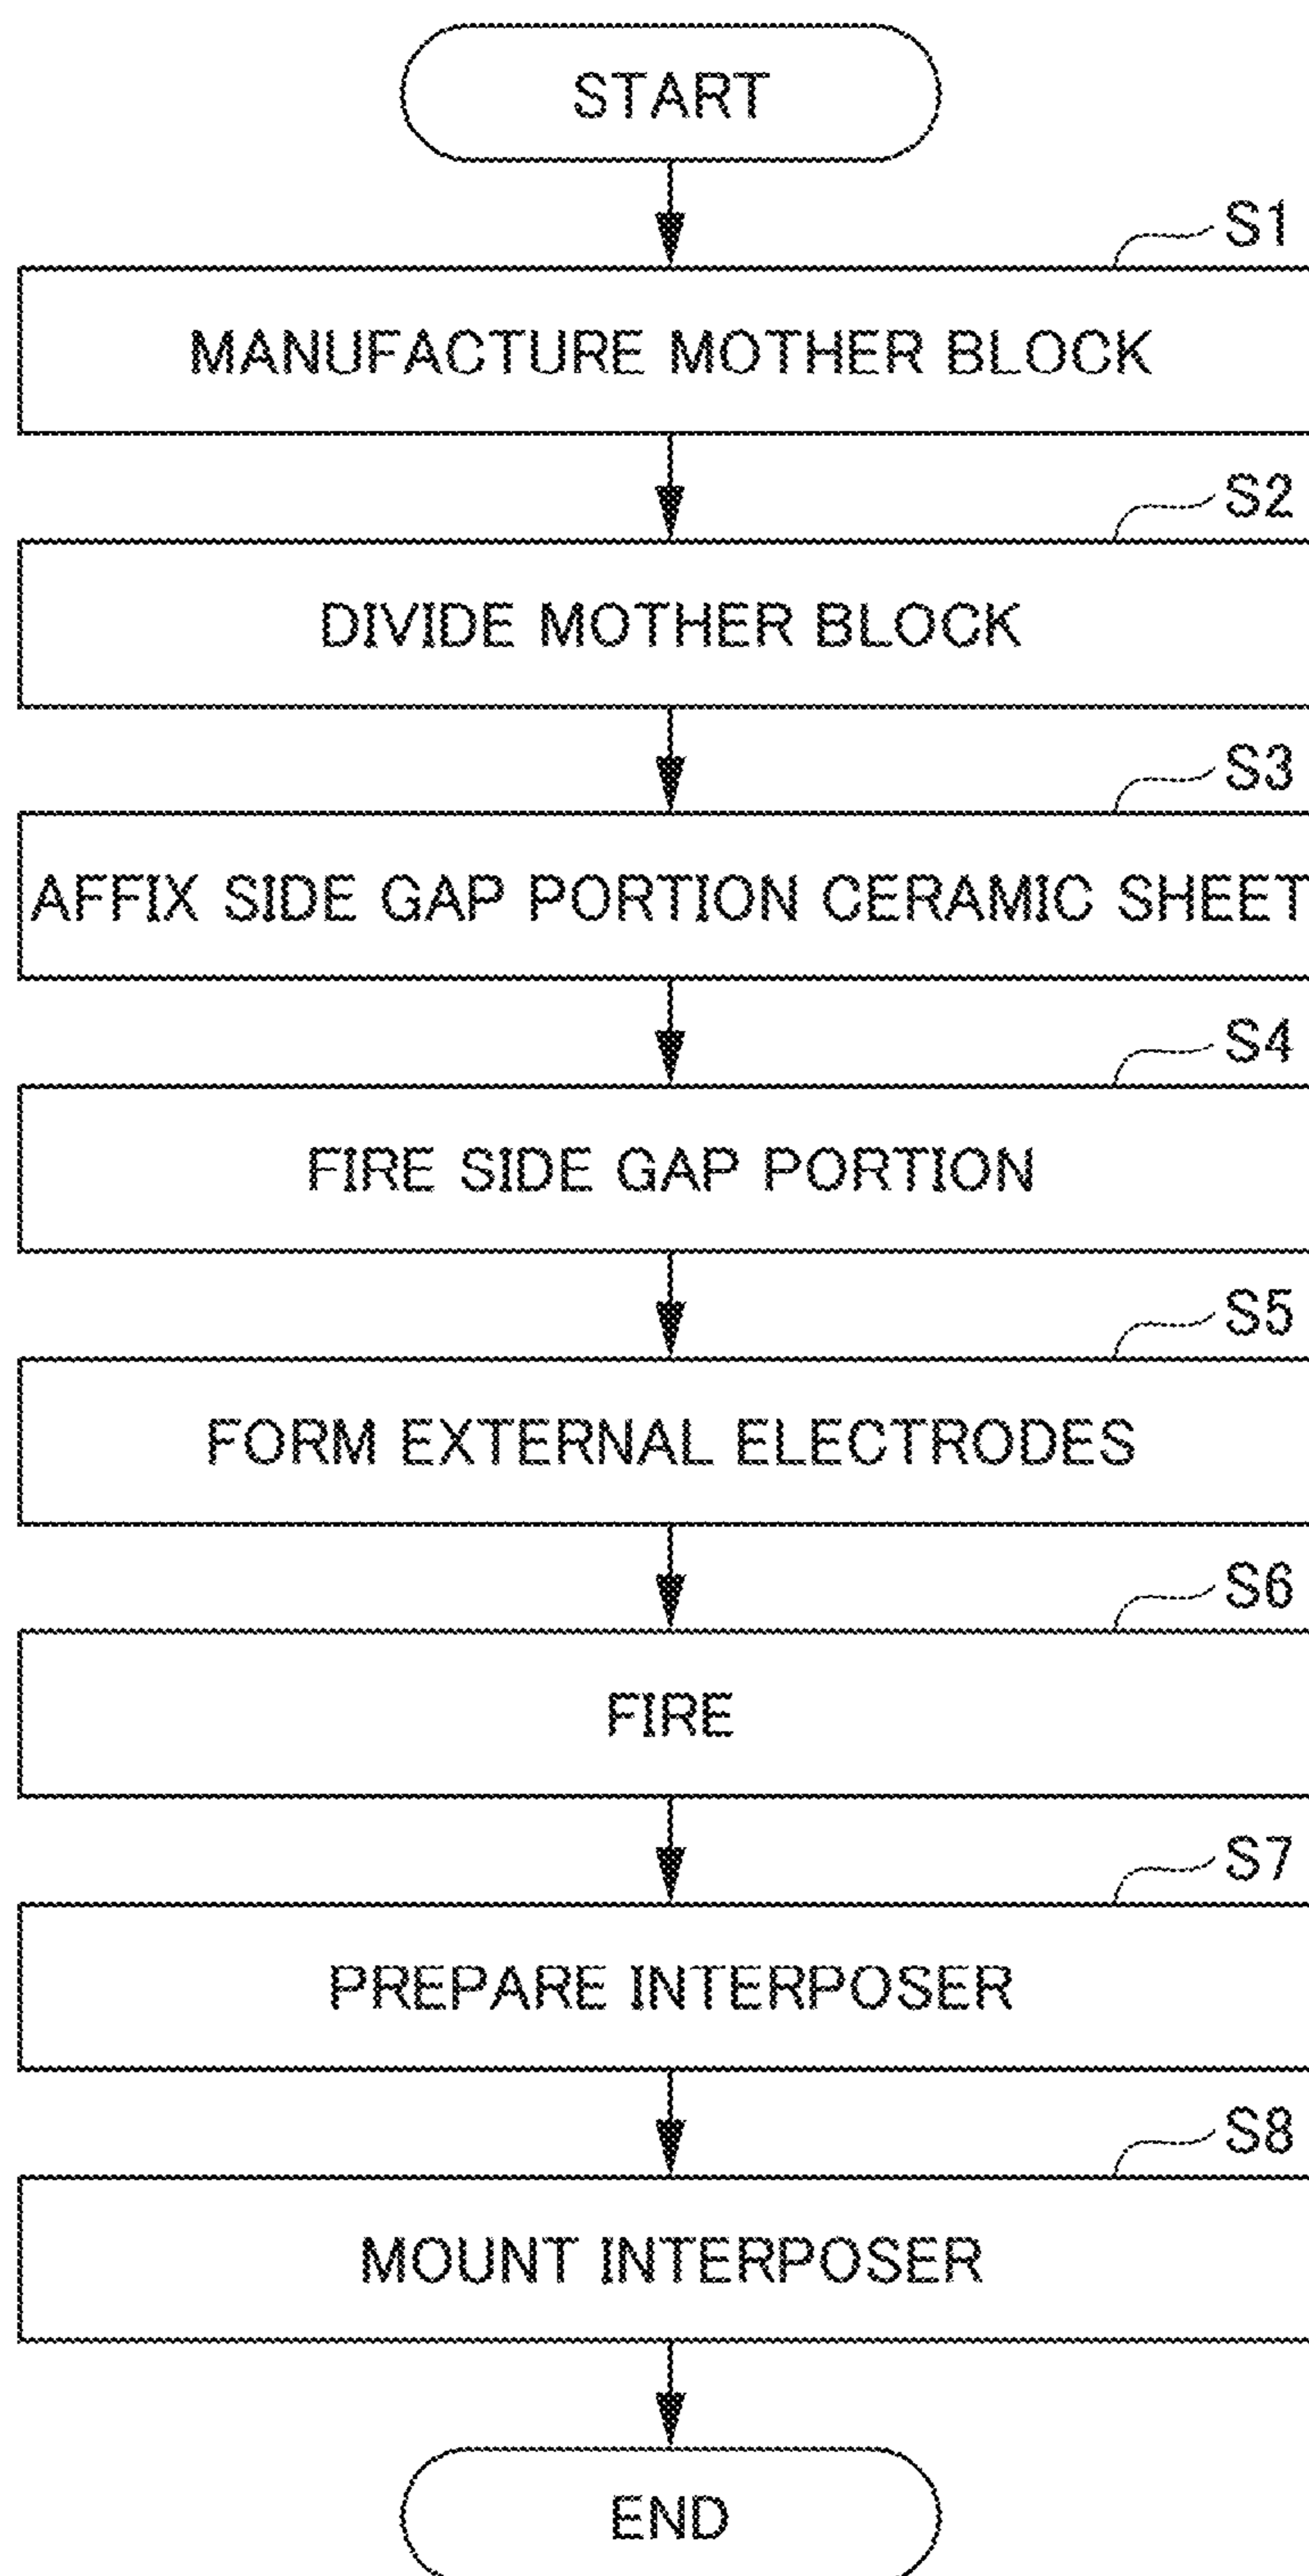 START
S1
MANUFACTURE MOTHER BLOCK
S2
DIVIDE MOTHER BLOCK
S3
AFFIX SIDE GAP PORTION CERAMIC SHEET
S4
FIRE SIDE GAP PORTION
S5
FORM EXTERNAL ELECTRODES
S6
FIRE
S7
PREPARE INTERPOSER
S8
MOUNT INTERPOSER
END